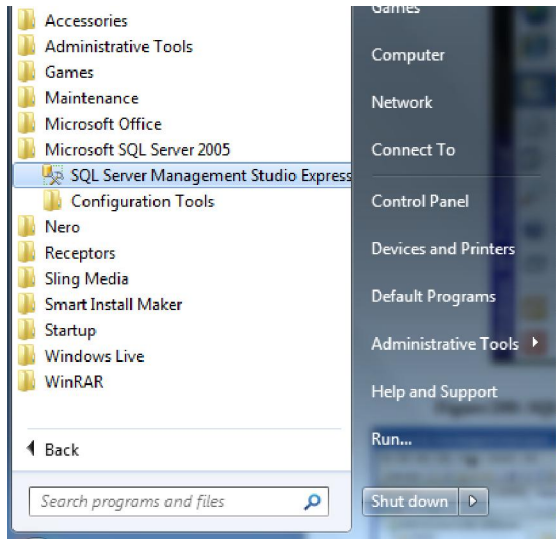 Accessories
Administrative Tools
Games
Maintenance
Microsoft Office
Microsoft SQL Server 2005
SQL Server Management Studio Express
Configuration Tools
Nero
Receptors
Sling Media
Smart Install Maker
Startup
Windows Live
WinRAR
Back
Search programs and files
Games
Computer
Network
Connect To
Control Panel
Devices and Printers
Default Programs
Administrative Tools
Help and Support
Run...
Shut down